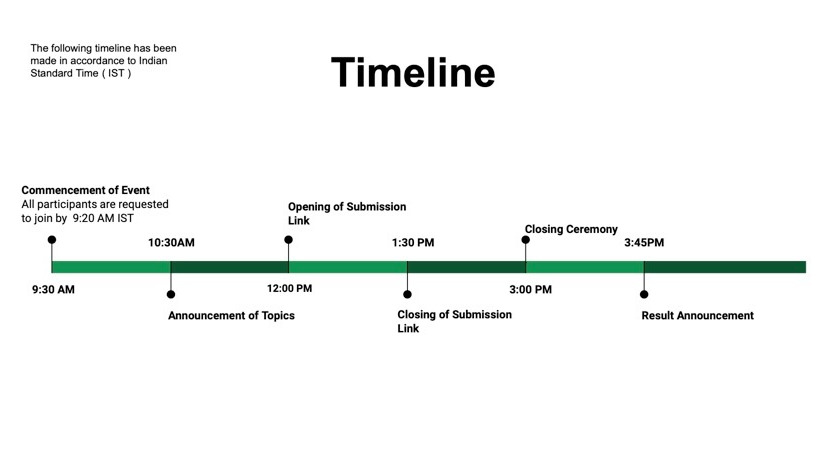 The following timeline has been
made in accordance to Indian
Standard Time ( IST )
Timeline
Commencement of Event
All participants are requested
to join by 9:20 AM IST
9:30 AM
10:30AM
Announcement of Topics
Opening of Submission
Link
12:00 PM
1:30 PM
Closing of Submission
Link
Closing Ceremony
3:00 PM
3:45PM
Result Announcement